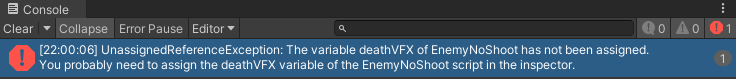 Console
Clear Collapse Error Pause Editor 0 0 1
[22:00:06] UnassignedReferenceException: The variable deathVFX of EnemyNoShoot has not been assigned.
You probably need to assign the deathVFX variable of the EnemyNoShoot script in the inspector.
1